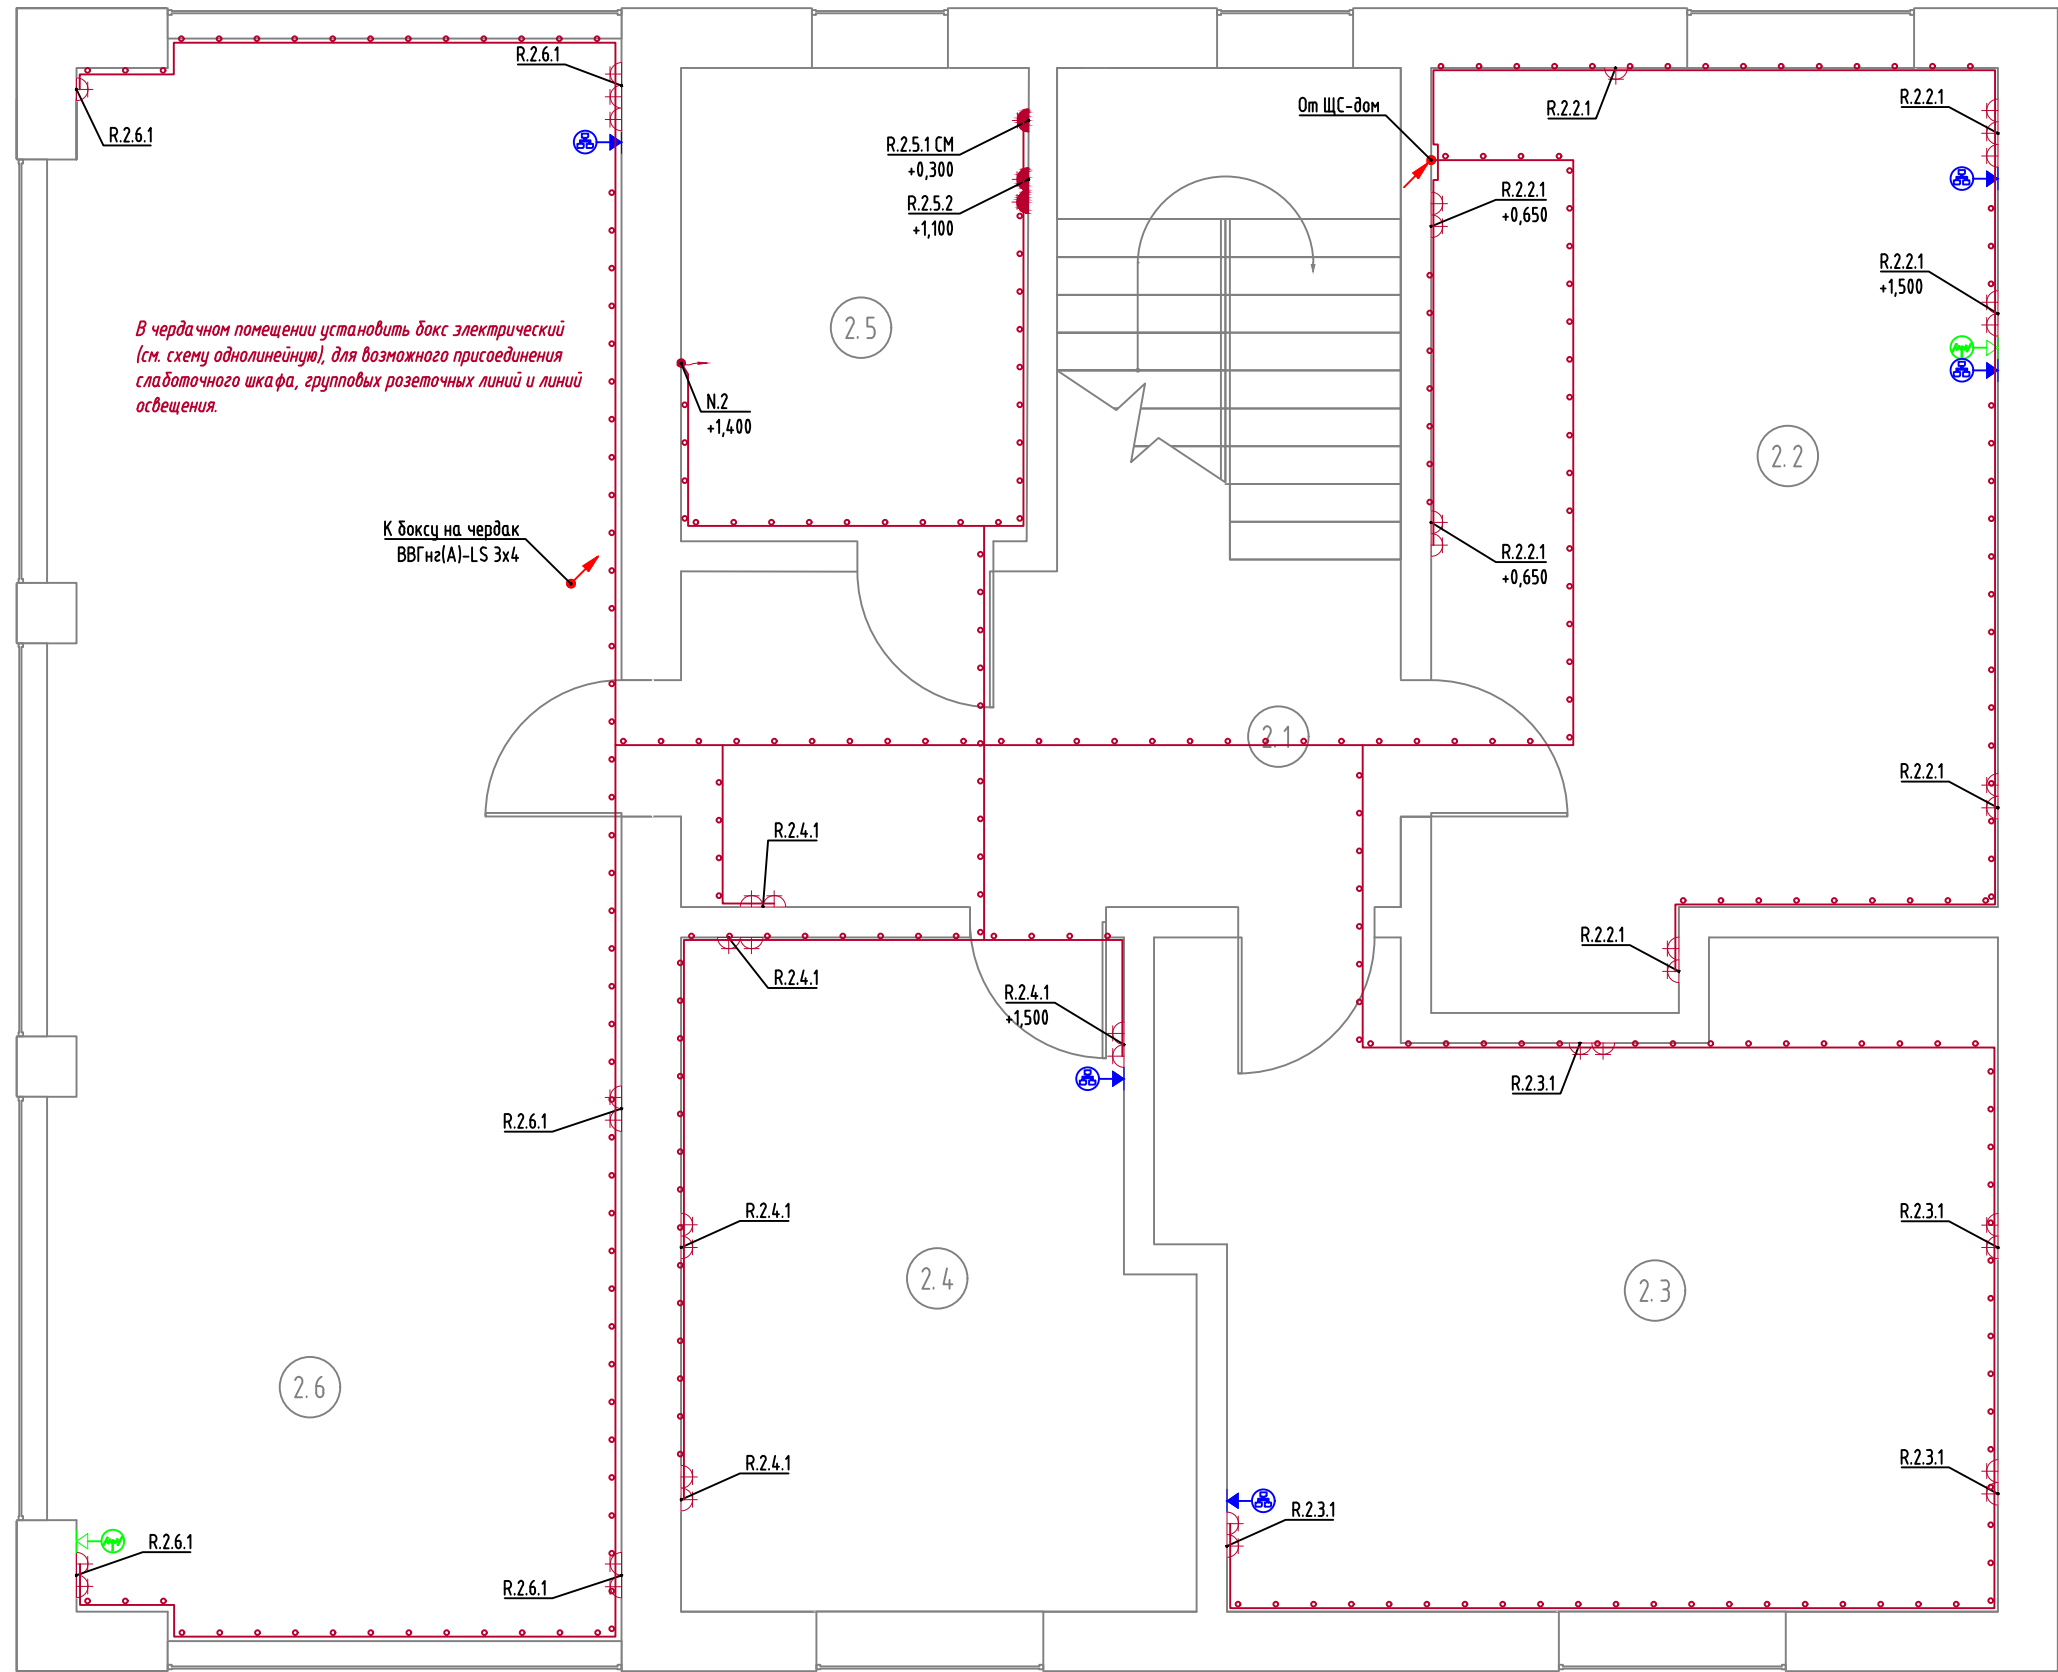 R.2.6.1
R.2.6.1
От ЩС-дом
R.2.2.1
R.2.2.1
R.2.5.1 СМ
+0,300
R.2.5.2
+1,100
R.2.2.1
+0,650
R.2.2.1
+1,500
В чердачном помещении установить бокс электрический
(см. схему однолинейную), для возможного присоединения
слаботочного шкафа, групповых розеточных линий и линий
освещения.
2.5
N.2
+1,400
2.2
К боксу на чердак
ВВГнг(А)-LS 3х4
R.2.2.1
+0,650
2.1
R.2.2.1
R.2.4.1
R.2.2.1
R.2.4.1
R.2.4.1
+1,500
R.2.3.1
R.2.6.1
R.2.4.1
R.2.3.1
2.4
2.3
2.6
R.2.4.1
R.2.3.1
R.2.3.1
R.2.6.1
R.2.6.1